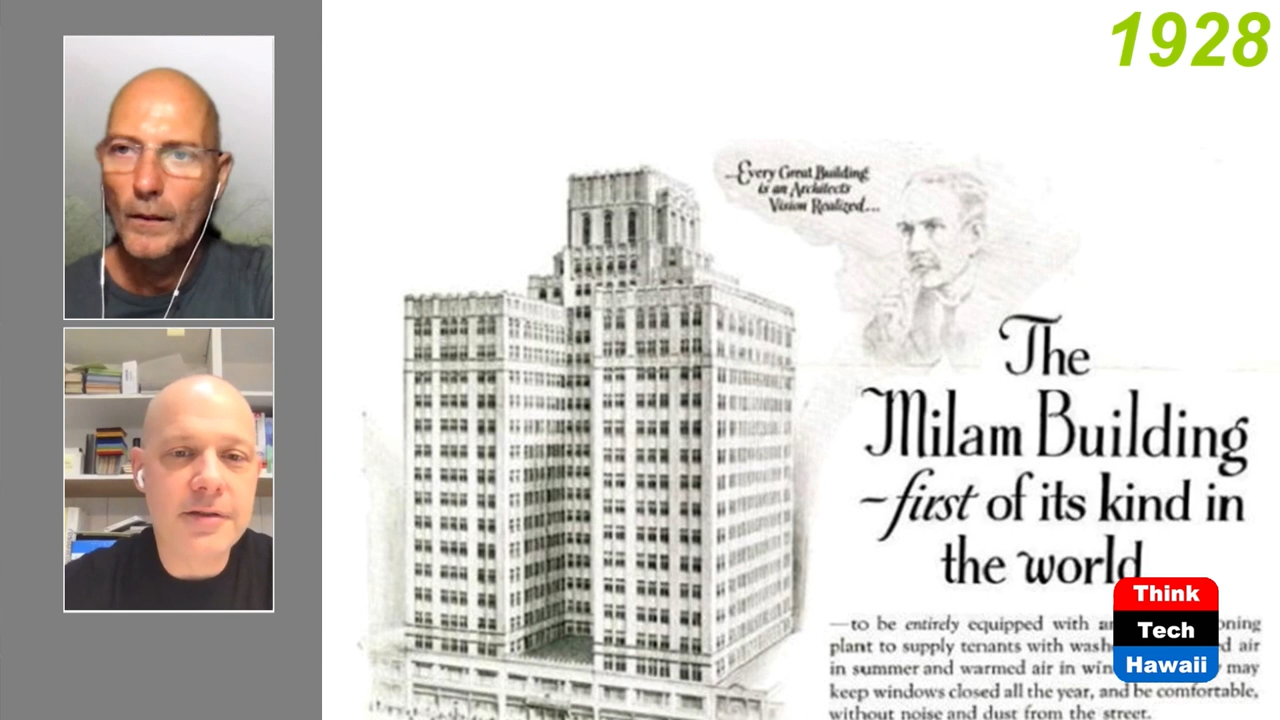 1928
—Every Great Building
is an Architects
Vision Realized...
The
Milam Building
~first of its kind in
the world
—to be entirely equipped with
plant to supply tenants with air
in summer and warmed air in may
keep windows closed all the year, and be comfortable,
without noise and dust from the street.
Think
Tech
Hawaii